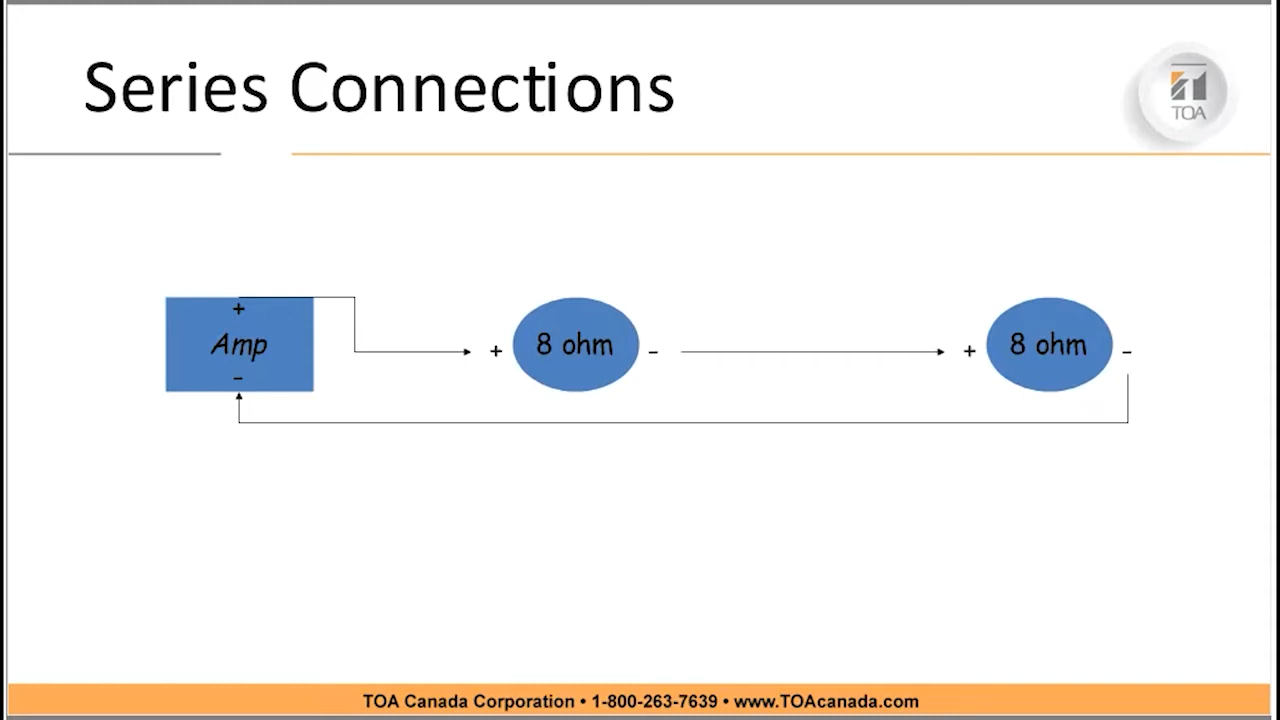 Series Connections
TOA
+
Amp
–
+ 8 ohm – + 8 ohm –
TOA Canada Corporation • 1-800-263-7639 • www.TOAcanada.com